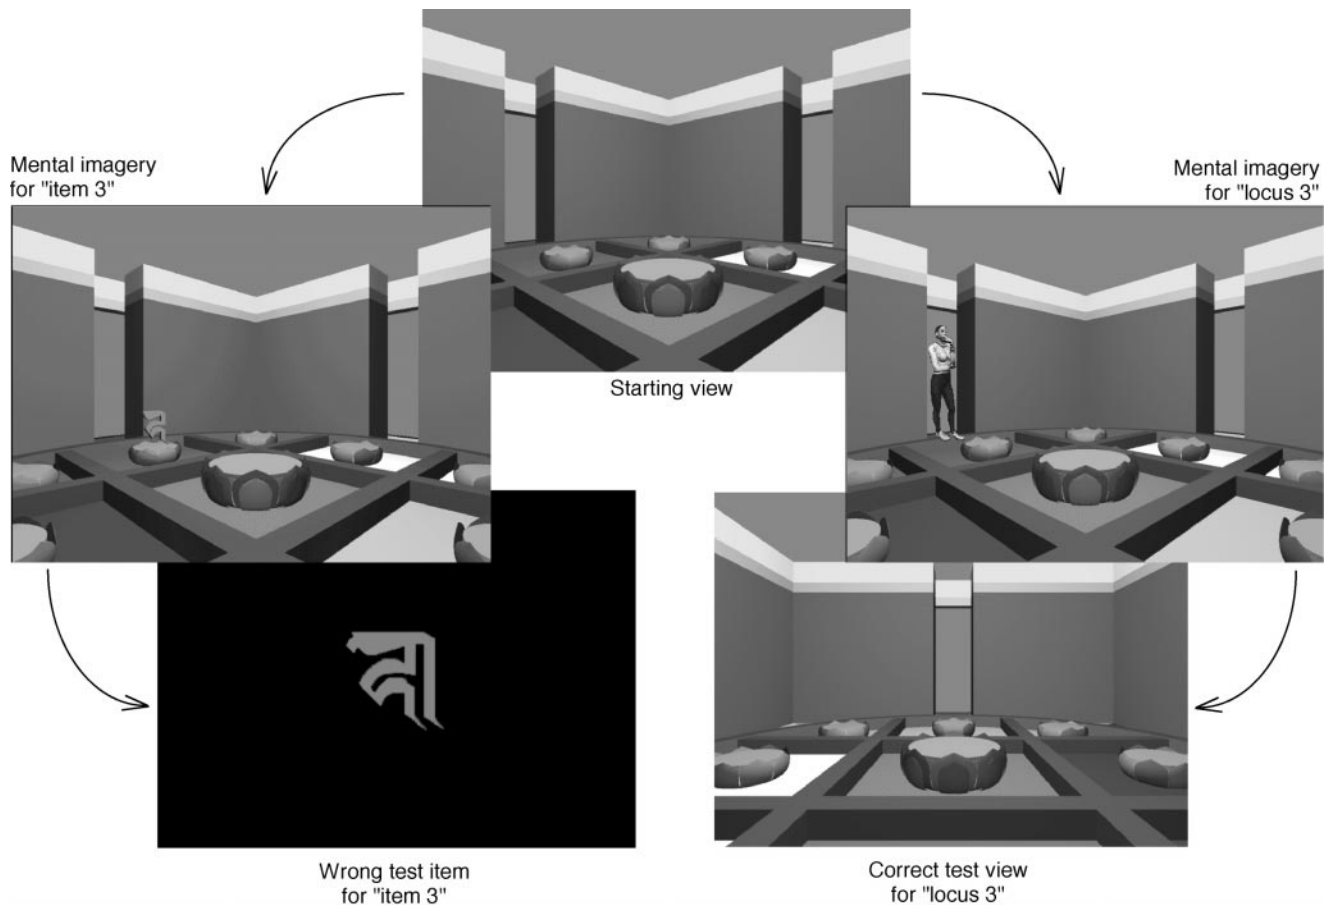 Mental imagery
for "item 3"
Mental imagery
for "locus 3"
Starting view
Wrong test item
for "item 3"
Correct test view
for "locus 3"